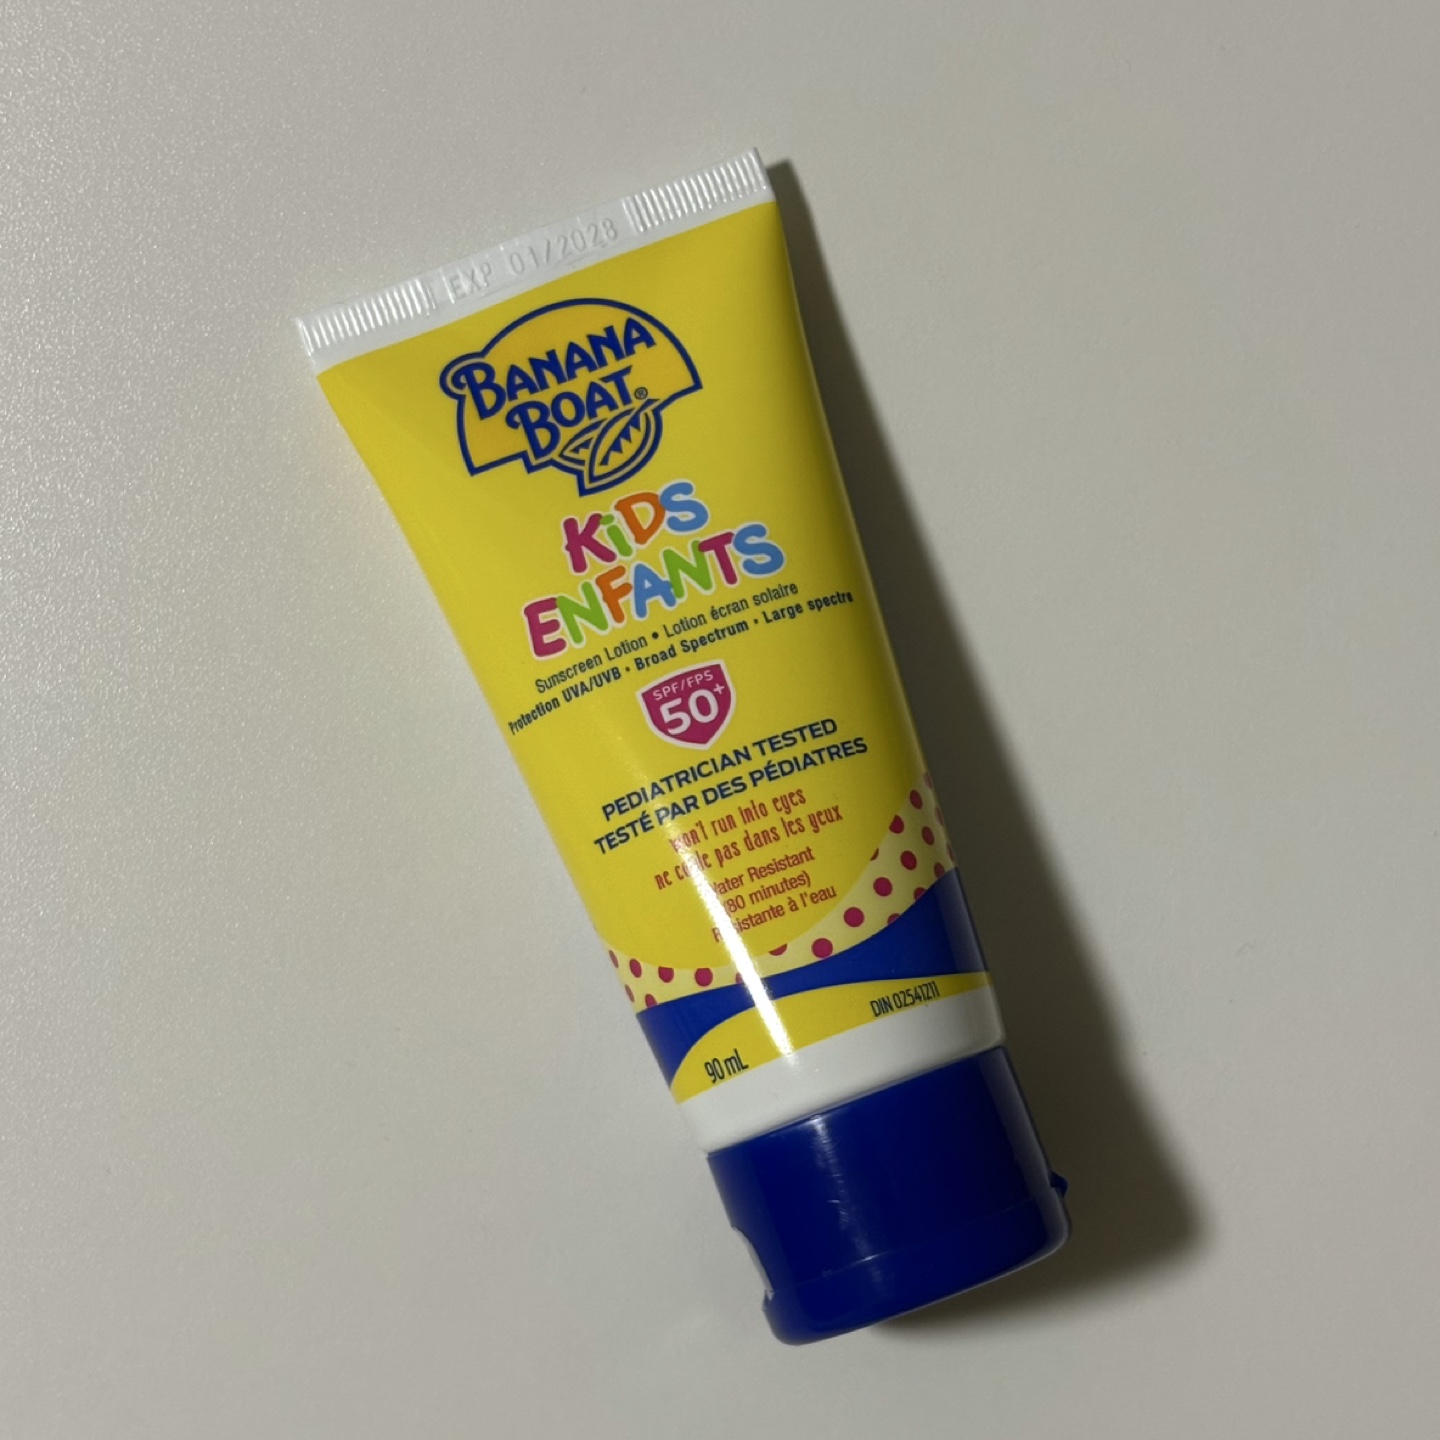 EXP 01/2028
BANANA
BOAT®
KiDS
ENFANTS
Sunscreen Lotion • Lotion écran solaire
Protection UVA/UVB • Broad Spectrum • Large spectre
SPF/FPS
50+
PEDIATRICIAN TESTED
TESTÉ PAR DES PÉDIATRES
Won't run into eyes
Ne coule pas dans les yeux
Water Resistant
(80 minutes)
Résistante à l'eau
DIN 02541211
90 mL